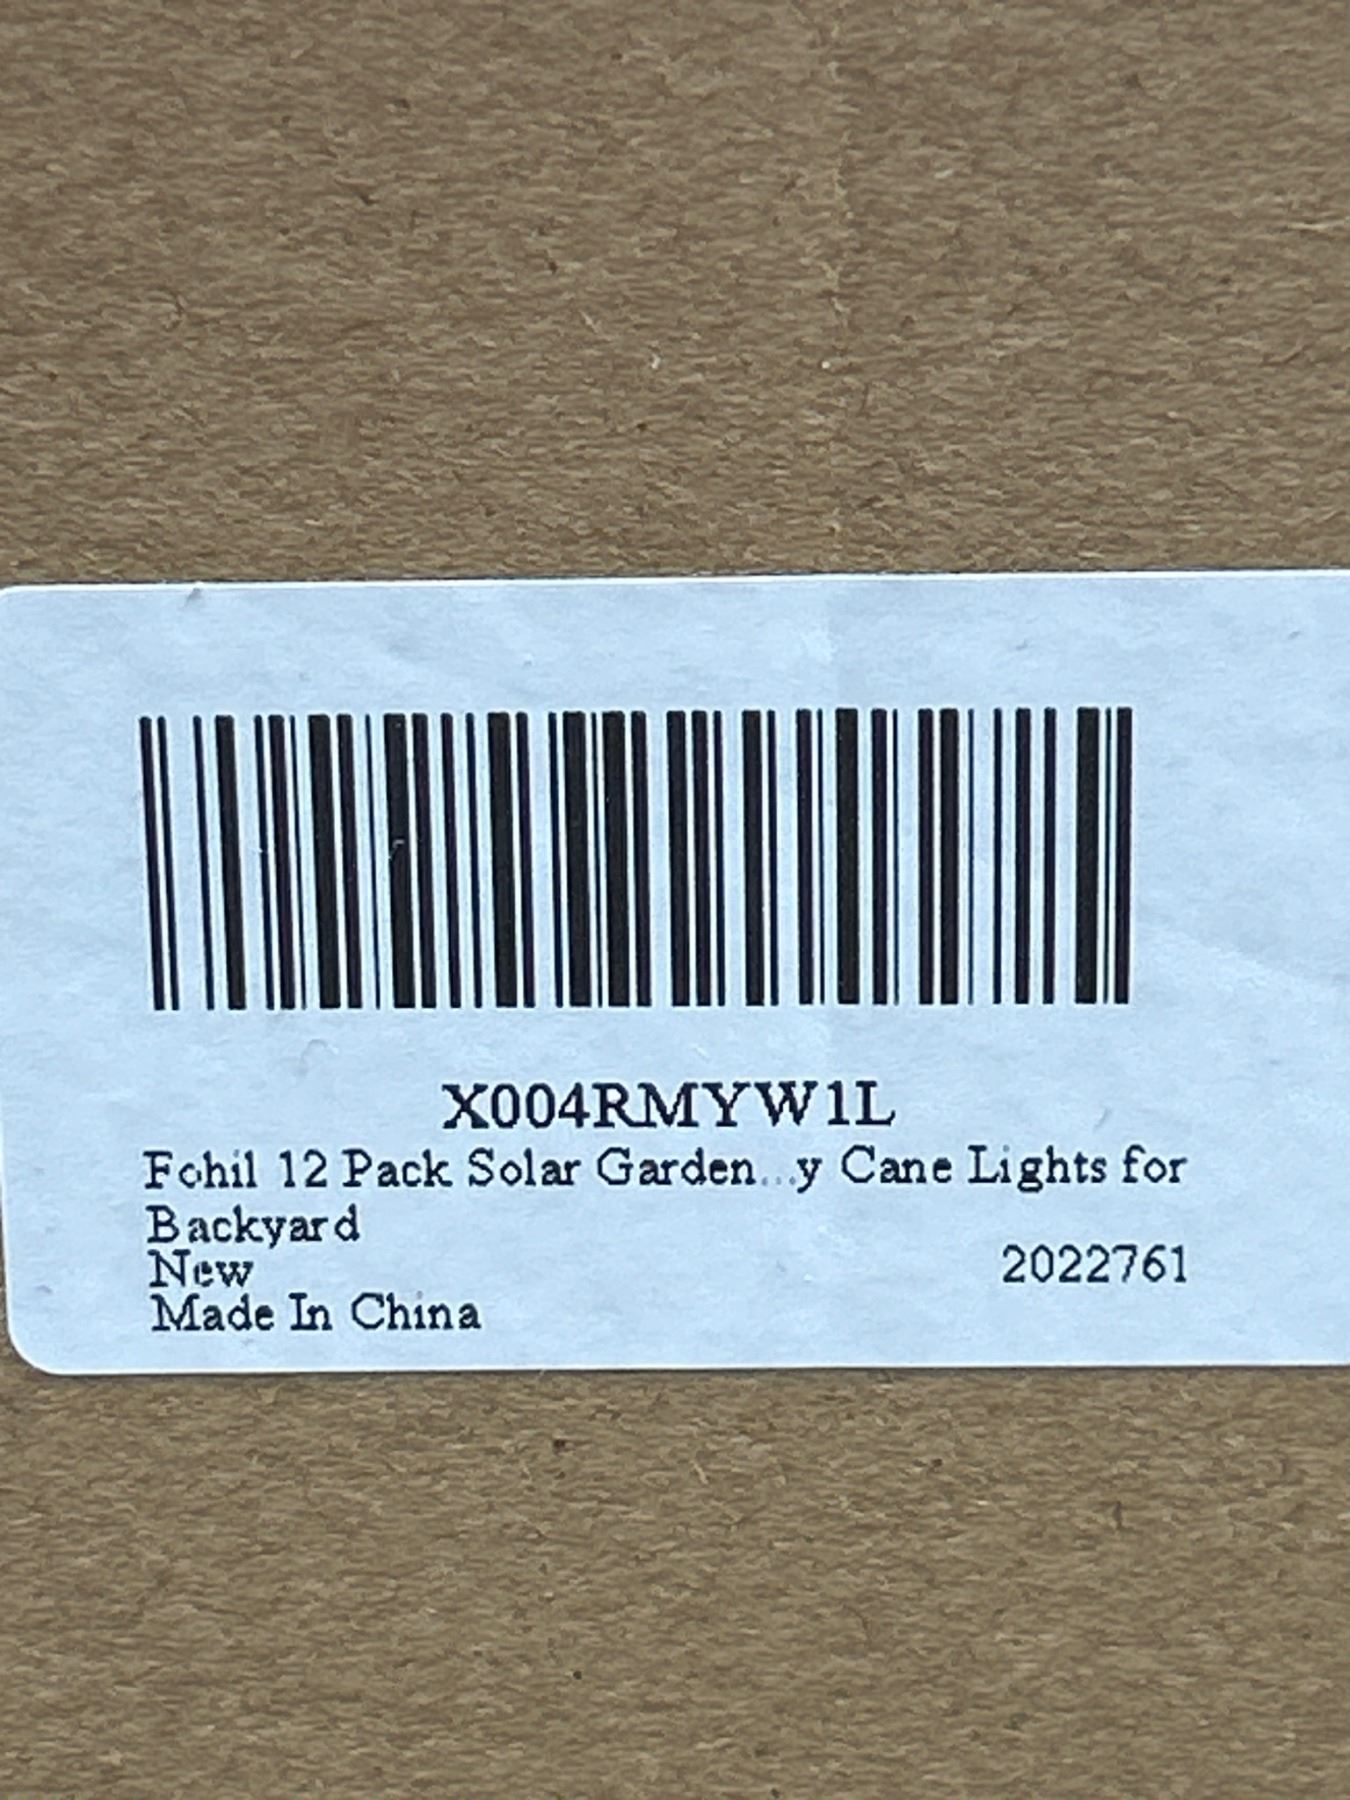 X004RMYW1L
Fohil 12 Pack Solar Garden...y Cane Lights for
Backyard
New 2022761
Made In China